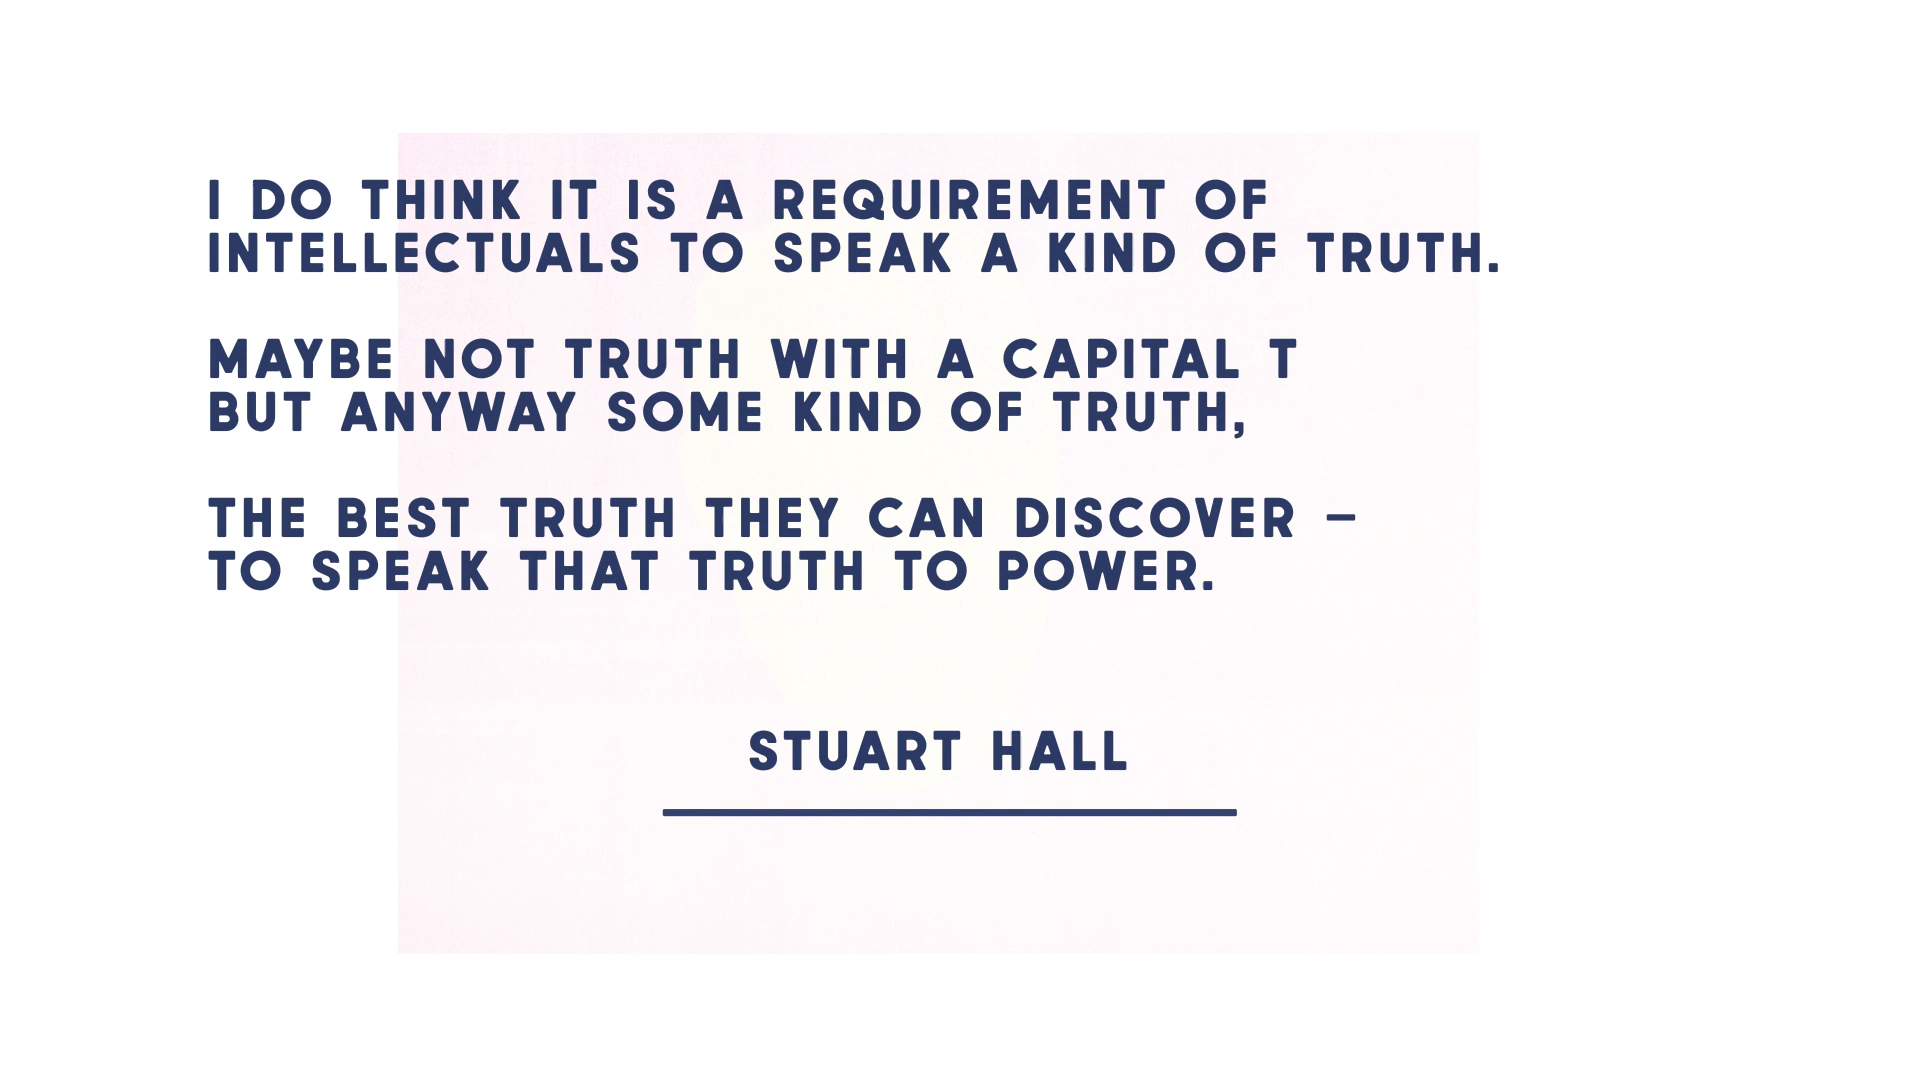 I DO THINK IT IS A REQUIREMENT OF
INTELLECTUALS TO SPEAK A KIND OF TRUTH.
MAYBE NOT TRUTH WITH A CAPITAL T
BUT ANYWAY SOME KIND OF TRUTH,
THE BEST TRUTH THEY CAN DISCOVER –
TO SPEAK THAT TRUTH TO POWER.
STUART HALL